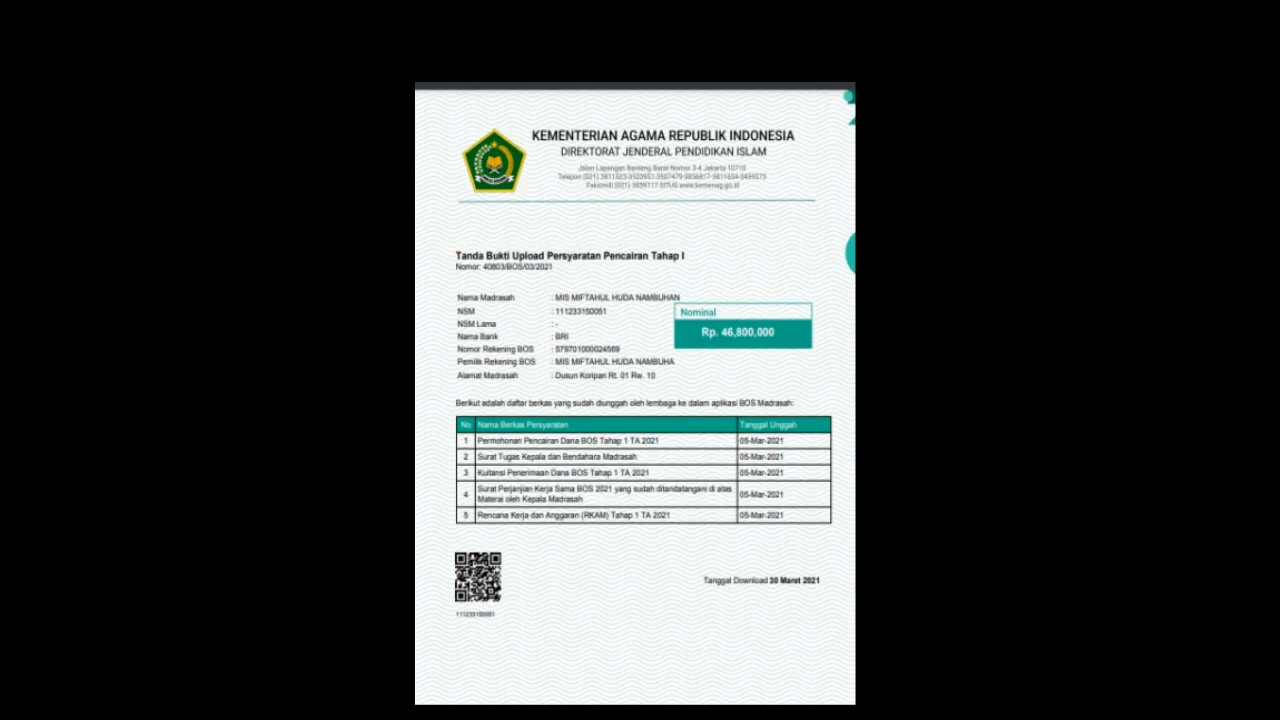 KEMENTERIAN AGAMA REPUBLIK INDONESIA
DIREKTORAT JENDERAL PENDIDIKAN ISLAM
Jalan Lapangan Banteng Barat Nomor 3-4 Jakarta 10710
Telepon (021) 3811523-3920951-3507479-3856817-3811654-3459273
Faksimili (021) 3859117 SITUS www.kemenag.go.id
Tanda Bukti Upload Persyaratan Pencairan Tahap I
Nomor: 40803/BOS/03/2021
Nama Madrasah : MIS MIFTAHUL HUDA NAMBUHAN
NSM : 111233150051
NSM Lama : -
Nama Bank : BRI
Nomor Rekening BOS : 579701000024569
Pemilik Rekening BOS : MIS MIFTAHUL HUDA NAMBUHA
Alamat Madrasah : Dusun Koripan Rt. 01 Rw. 10
Nominal
Rp. 46,800,000
Berikut adalah daftar berkas yang sudah diunggah oleh lembaga ke dalam aplikasi BOS Madrasah:
No Nama Berkas Persyaratan Tanggal Unggah
1 Permohonan Pencairan Dana BOS Tahap 1 TA 2021 05-Mar-2021
2 Surat Tugas Kepala dan Bendahara Madrasah 05-Mar-2021
3 Kuitansi Penerimaan Dana BOS Tahap 1 TA 2021 05-Mar-2021
4 Surat Perjanjian Kerja Sama BOS 2021 yang sudah ditandatangani di atas
Materai oleh Kepala Madrasah 05-Mar-2021
5 Rencana Kerja dan Anggaran (RKAM) Tahap 1 TA 2021 05-Mar-2021
Tanggal Download 30 Maret 2021
111233150051